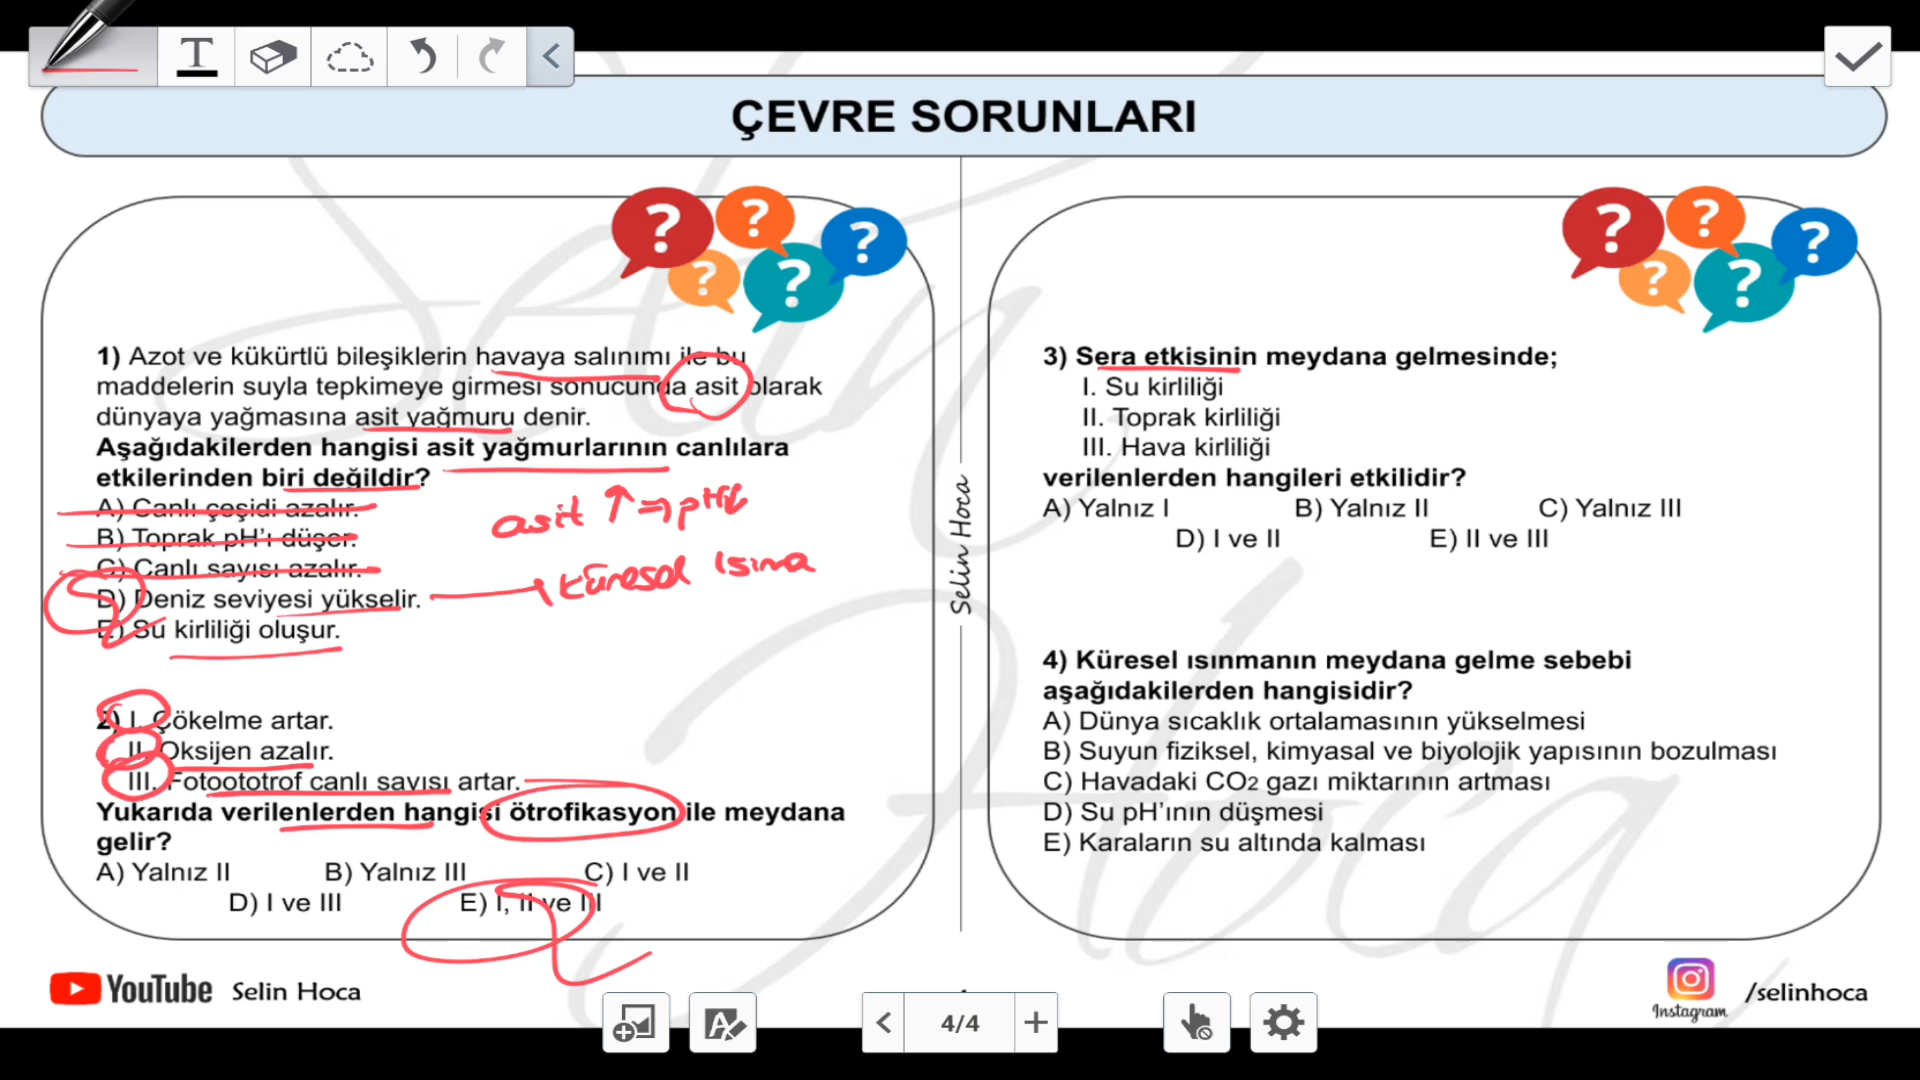 T
ÇEVRE SORUNLARI
1) Azot ve kükürtlü bileşiklerin havaya salınımı ile bu
maddelerin suyla tepkimeye girmesi sonucunda asit olarak
dünyaya yağmasına asit yağmuru denir.
Aşağıdakilerden hangisi asit yağmurlarının canlılara
etkilerinden biri değildir?
A) Canlı çeşidi azalır.
B) Toprak pH'ı düşer.
C) Canlı sayısı azalır.
D) Deniz seviyesi yükselir.
E) Su kirliliği oluşur.
asit ↑ ⇒ pH↓
küresel ısınma
2) I. Çökelme artar.
II. Oksijen azalır.
III. Fotoototrof canlı sayısı artar.
Yukarıda verilenlerden hangisi ötrofikasyon ile meydana
gelir?
A) Yalnız II B) Yalnız III C) I ve II
D) I ve III E) I, II ve III
Selin Hoca
3) Sera etkisinin meydana gelmesinde;
I. Su kirliliği
II. Toprak kirliliği
III. Hava kirliliği
verilenlerden hangileri etkilidir?
A) Yalnız I B) Yalnız II C) Yalnız III
D) I ve II E) II ve III
4) Küresel ısınmanın meydana gelme sebebi
aşağıdakilerden hangisidir?
A) Dünya sıcaklık ortalamasının yükselmesi
B) Suyun fiziksel, kimyasal ve biyolojik yapısının bozulması
C) Havadaki CO2 gazı miktarının artması
D) Su pH'ının düşmesi
E) Karaların su altında kalması
YouTube Selin Hoca
Instagram /selinhoca
4/4
Selin Hoca